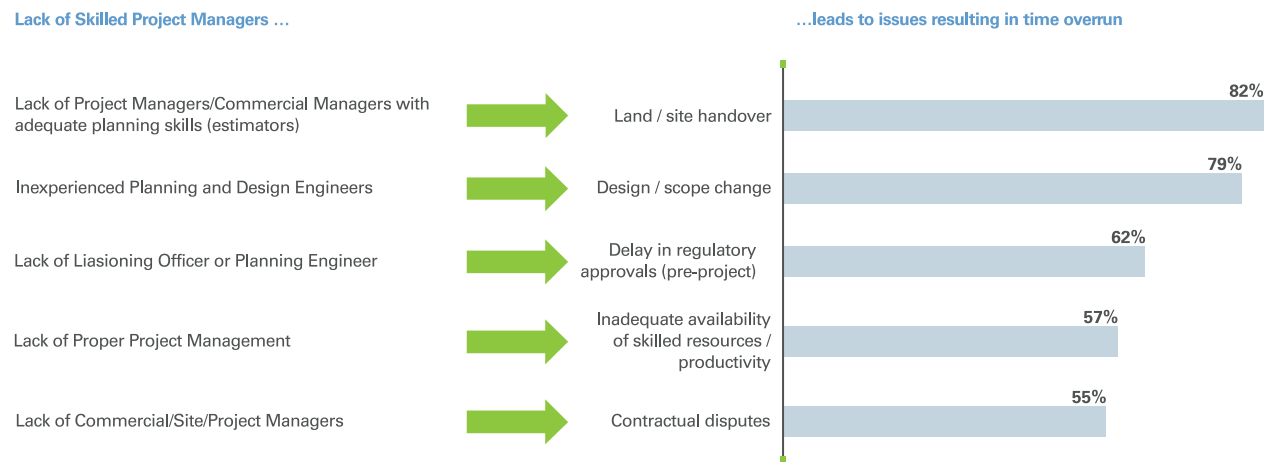 Lack of Skilled Project Managers ...
...leads to issues resulting in time overrun
Lack of Project Managers/Commercial Managers with
adequate planning skills (estimators)
Land / site handover
82%
Inexperienced Planning and Design Engineers
Design / scope change
79%
Lack of Liasioning Officer or Planning Engineer
Delay in regulatory
approvals (pre-project)
62%
Lack of Proper Project Management
Inadequate availability
of skilled resources /
productivity
57%
Lack of Commercial/Site/Project Managers
Contractual disputes
55%